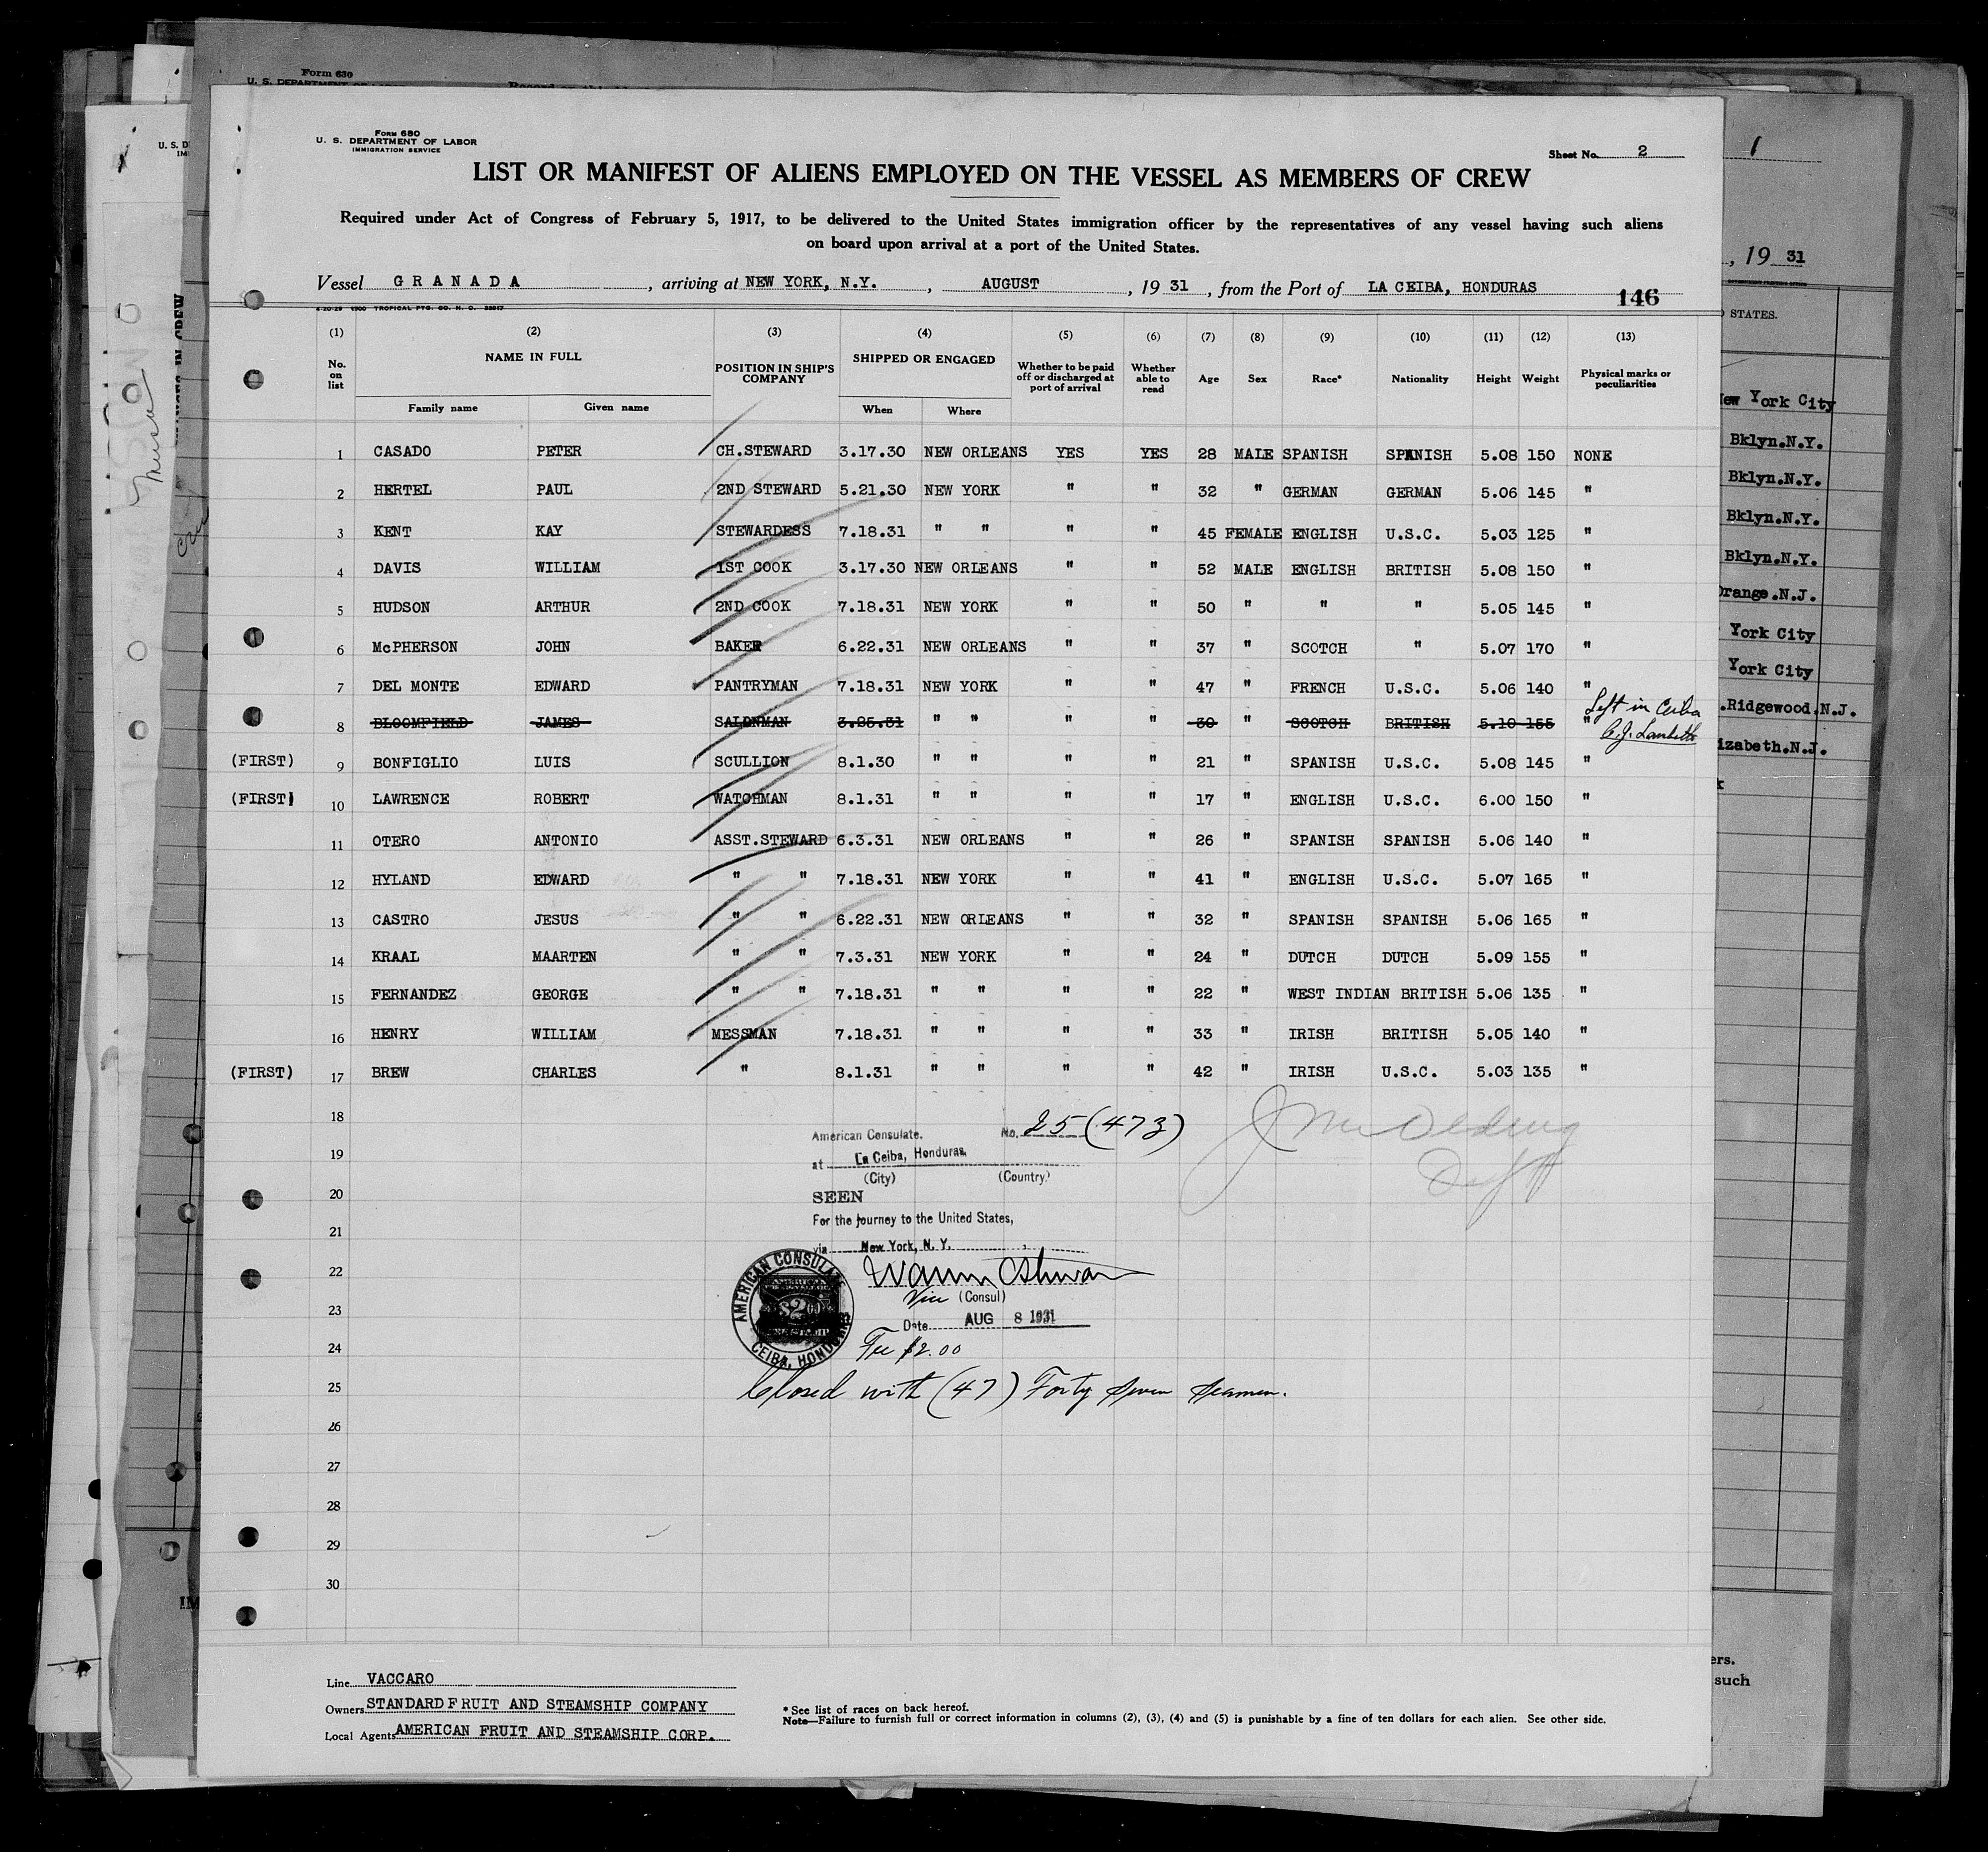 Form 630
Form 680
U. S. DEPARTMENT OF LABOR
IMMIGRATION SERVICE
Sheet No. 2
LIST OR MANIFEST OF ALIENS EMPLOYED ON THE VESSEL AS MEMBERS OF CREW
Required under Act of Congress of February 5, 1917, to be delivered to the United States immigration officer by the representatives of any vessel having such aliens
on board upon arrival at a port of the United States.
Vessel GRANADA, arriving at NEW YORK, N.Y., AUGUST, 19 31, from the Port of LA CEIBA, HONDURAS 146
(1) (2) (3) (4) (5) (6) (7) (8) (9) (10) (11) (12) (13)
No. on list NAME IN FULL POSITION IN SHIP'S COMPANY SHIPPED OR ENGAGED Whether to be paid off or discharged at port of arrival Whether able to read Age Sex Race* Nationality Height Weight Physical marks or peculiarities
Family name Given name When Where
1 CASADO PETER CH.STEWARD 3.17.30 NEW ORLEANS YES YES 28 MALE SPANISH SPANISH 5.08 150 NONE
2 HERTEL PAUL 2ND STEWARD 5.21.30 NEW YORK " " 32 " GERMAN GERMAN 5.06 145 "
3 KENT KAY STEWARDESS 7.18.31 " " " " 45 FEMALE ENGLISH U.S.C. 5.03 125 "
4 DAVIS WILLIAM 1ST COOK 3.17.30 NEW ORLEANS " " 52 MALE ENGLISH BRITISH 5.08 150 "
5 HUDSON ARTHUR 2ND COOK 7.18.31 NEW YORK " " 50 " " " 5.05 145 "
6 McPHERSON JOHN BAKER 6.22.31 NEW ORLEANS " " 37 " SCOTCH " 5.07 170 "
7 DEL MONTE EDWARD PANTRYMAN 7.18.31 NEW YORK " " 47 " FRENCH U.S.C. 5.06 140 "
8 BLOOMFIELD JAMES SALONMAN 3.25.31 " " 30 " SCOTCH BRITISH 5.10 155 " Left in Ceiba
(FIRST) 9 BONFIGLIO LUIS SCULLION 8.1.30 " " " " 21 " SPANISH U.S.C. 5.08 145 "
(FIRST) 10 LAWRENCE ROBERT WATCHMAN 8.1.31 " " " " 17 " ENGLISH U.S.C. 6.00 150 "
11 OTERO ANTONIO ASST.STEWARD 6.3.31 NEW ORLEANS " " 26 " SPANISH SPANISH 5.06 140 "
12 HYLAND EDWARD " " 7.18.31 NEW YORK " " 41 " ENGLISH U.S.C. 5.07 165 "
13 CASTRO JESUS " " 6.22.31 NEW ORLEANS " " 32 " SPANISH SPANISH 5.06 165 "
14 KRAAL MAARTEN " " 7.3.31 NEW YORK " " 24 " DUTCH DUTCH 5.09 155 "
15 FERNANDEZ GEORGE " " 7.18.31 " " " " 22 " WEST INDIAN BRITISH 5.06 135 "
16 HENRY WILLIAM MESSMAN 7.18.31 " " " " 33 " IRISH BRITISH 5.05 140 "
(FIRST) 17 BREW CHARLES " 8.1.31 " " " " 42 " IRISH U.S.C. 5.03 135 "
18
American Consulate. No. 25 (473)
19
at La Ceiba, Honduras.
(City) (Country)
20
SEEN
For the journey to the United States,
21
via New York, N. Y.
22
Vice (Consul)
23
Date AUG 8 1931
AMERICAN CONSULATE
CEIBA, HONDURAS
24
Fee $2.00
25
Closed with (47) Forty Seven Seamen.
26
27
28
29
30
Line VACCARO
Owners STANDARD FRUIT AND STEAMSHIP COMPANY
Local Agents AMERICAN FRUIT AND STEAMSHIP CORP.
* See list of races on back hereof.
Note—Failure to furnish full or correct information in columns (2), (3), (4) and (5) is punishable by a fine of ten dollars for each alien. See other side.
1
, 19 31
STATES.
New York City
Bklyn.N.Y.
Bklyn.N.Y.
Bklyn.N.Y.
Bklyn.N.Y.
Orange.N.J.
York City
York City
.Ridgewood.N.J.
izabeth.N.J.
ers.
such